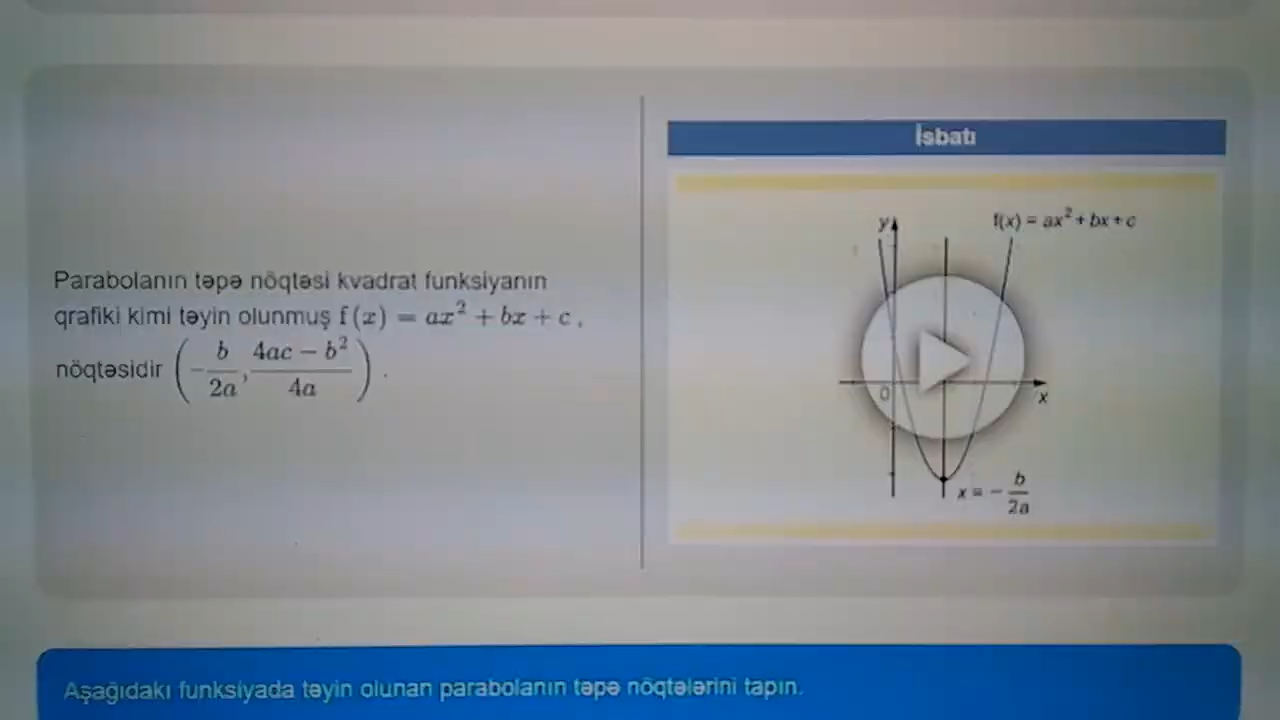 Parabolanın təpə nöqtəsi kvadrat funksiyanın
qrafiki kimi təyin olunmuş f(x) = ax² + bx + c ,
nöqtəsidir (-b/2a, 4ac − b²/4a) .
İsbatı
f(x) = ax² + bx + c
y
0
x
x = − b/2a
Aşağıdakı funksiyada təyin olunan parabolanın təpə nöqtələrini tapın.